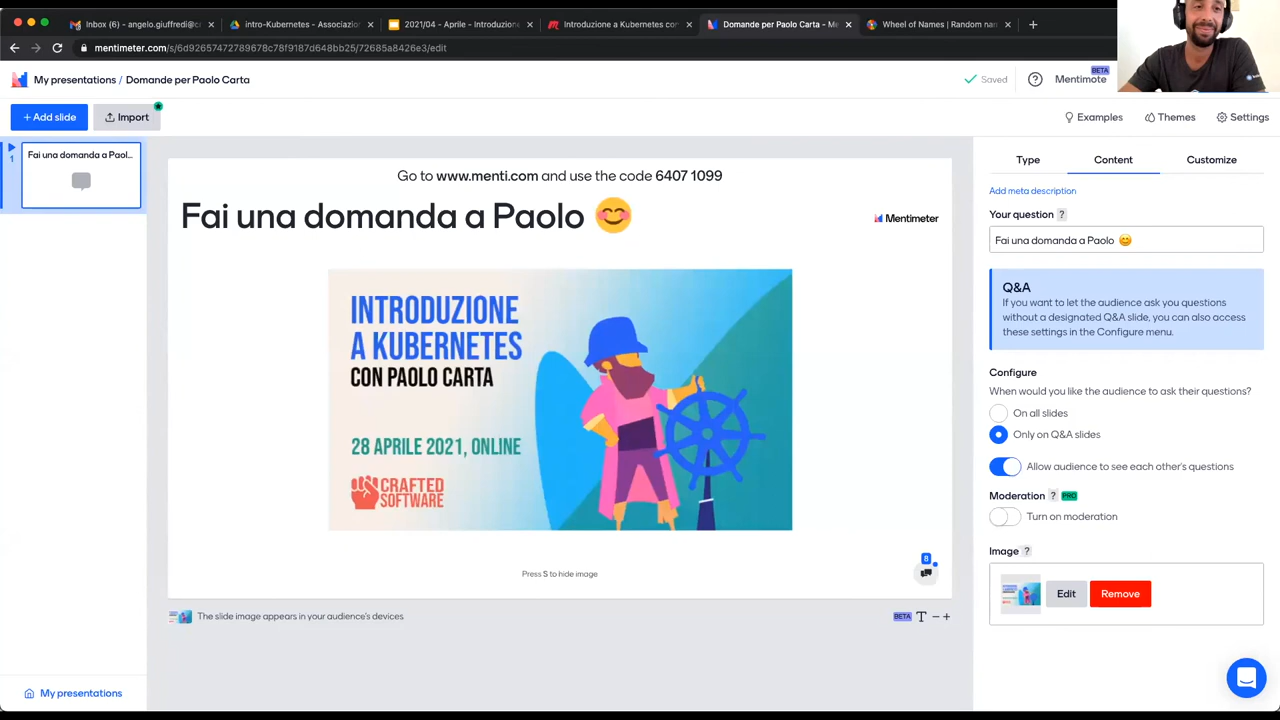 Inbox (6) - angelo.giuffredi@cr
intro-Kubernetes - Associazion
2021/04 - Aprile - Introduzione
Introduzione a Kubernetes con
Domande per Paolo Carta - Me
Wheel of Names | Random nam
mentimeter.com/s/6d92657472789678c78f9187d648bb25/72685a8426e3/edit
My presentations / Domande per Paolo Carta
Saved
?
Mentimote
BETA
+ Add slide
Import
Examples
Themes
Settings
1
Fai una domanda a Paol...
Go to www.menti.com and use the code 6407 1099
Fai una domanda a Paolo 😊
Mentimeter
INTRODUZIONE
A KUBERNETES
CON PAOLO CARTA
28 APRILE 2021, ONLINE
CRAFTED
SOFTWARE
Press S to hide image
8
The slide image appears in your audience's devices
BETA T − +
My presentations
Type
Content
Customize
Add meta description
Your question ?
Fai una domanda a Paolo 😊
Q&A
If you want to let the audience ask you questions
without a designated Q&A slide, you can also access
these settings in the Configure menu.
Configure
When would you like the audience to ask their questions?
On all slides
Only on Q&A slides
Allow audience to see each other's questions
Moderation ? PRO
Turn on moderation
Image ?
Edit
Remove